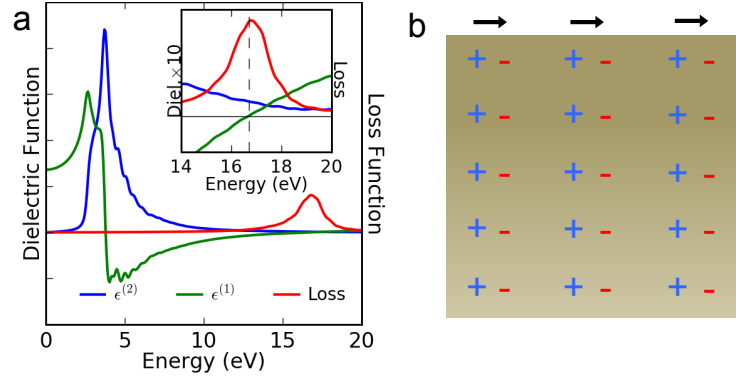 a
b
Dielectric Function
Loss Function
Diel.×10
Loss
14 16 18 20
Energy (eV)
ϵ(2) ϵ(1) Loss
0 5 10 15 20
Energy (eV)
+ - + - + -
+ - + - + -
+ - + - + -
+ - + - + -
+ - + - + -